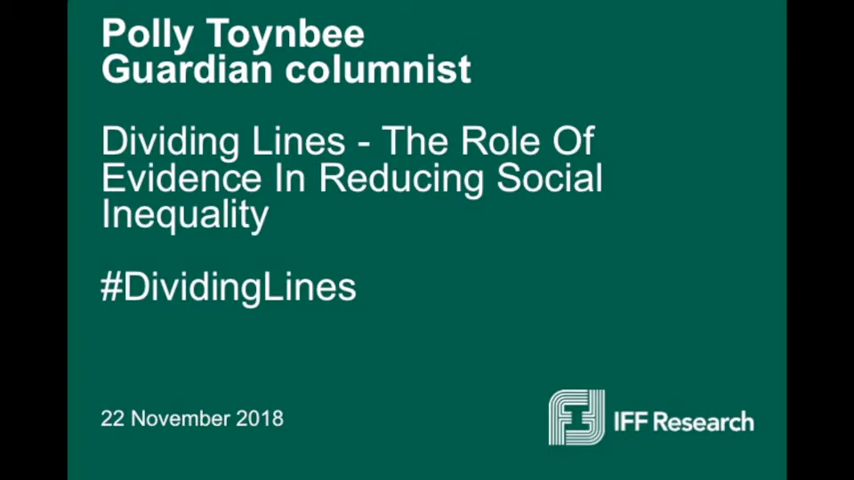 Polly Toynbee
Guardian columnist
Dividing Lines - The Role Of
Evidence In Reducing Social
Inequality
#DividingLines
22 November 2018
IFF Research